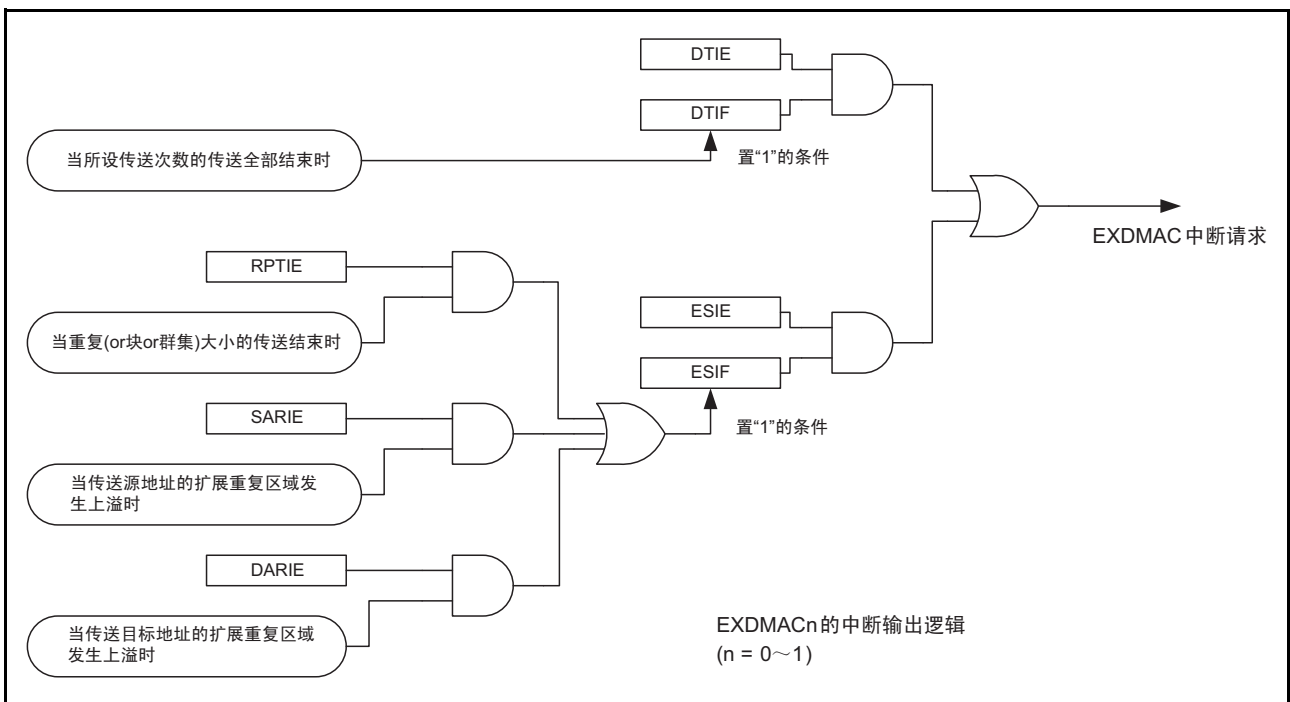 DTIE
DTIF
当所设传送次数的传送全部结束时
置“1”的条件
EXDMAC中断请求
RPTIE
当重复(or块or群集)大小的传送结束时
ESIE
ESIF
置“1”的条件
SARIE
当传送源地址的扩展重复区域发
生上溢时
DARIE
当传送目标地址的扩展重复区域
发生上溢时
EXDMACn的中断输出逻辑
(n = 0～1)